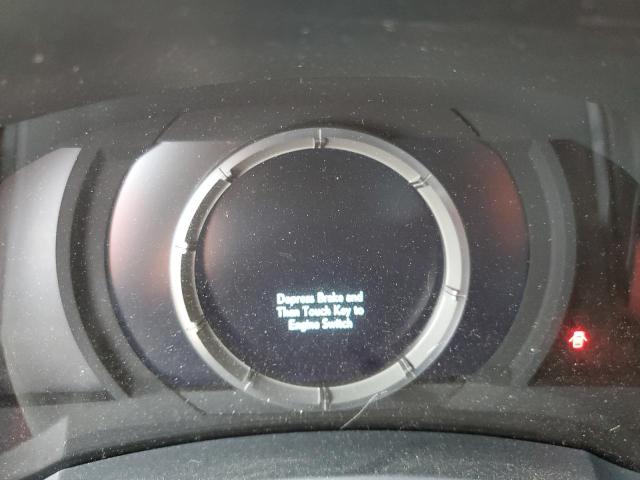 Depress Brake and
Then Touch Key to
Engine Switch